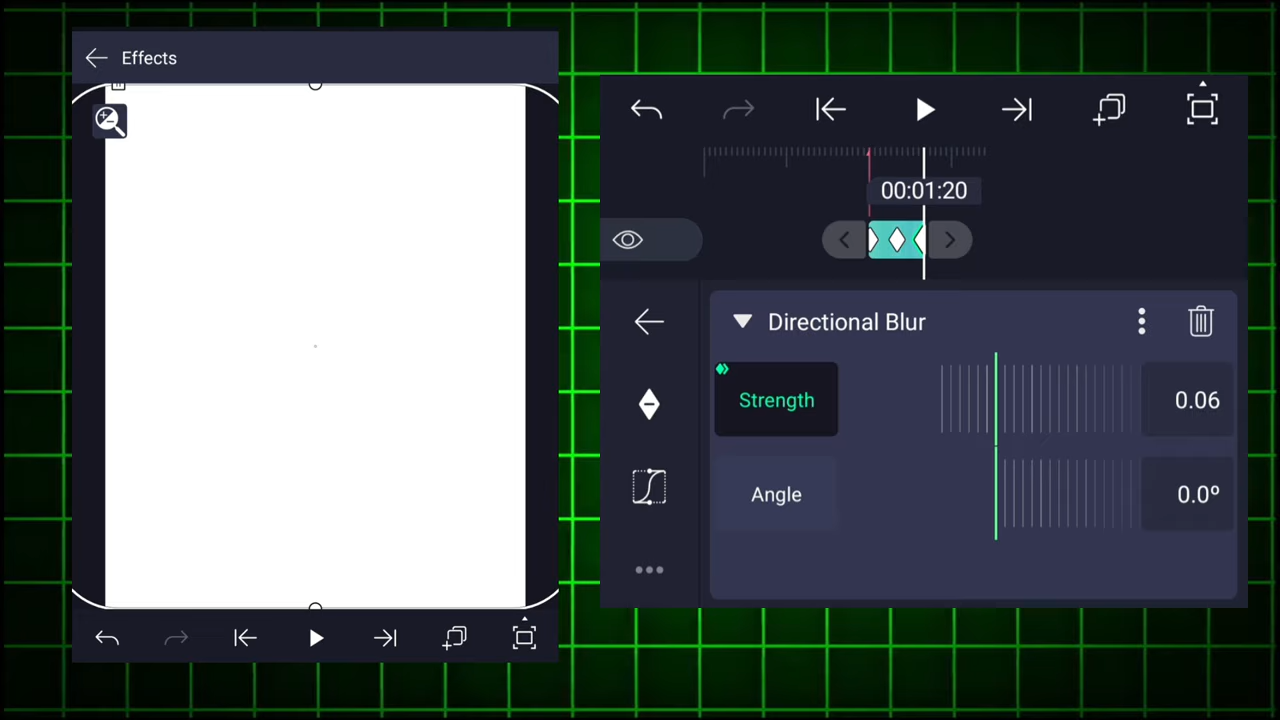 Effects
00:01:20
Directional Blur
Strength
0.06
Angle
0.0º